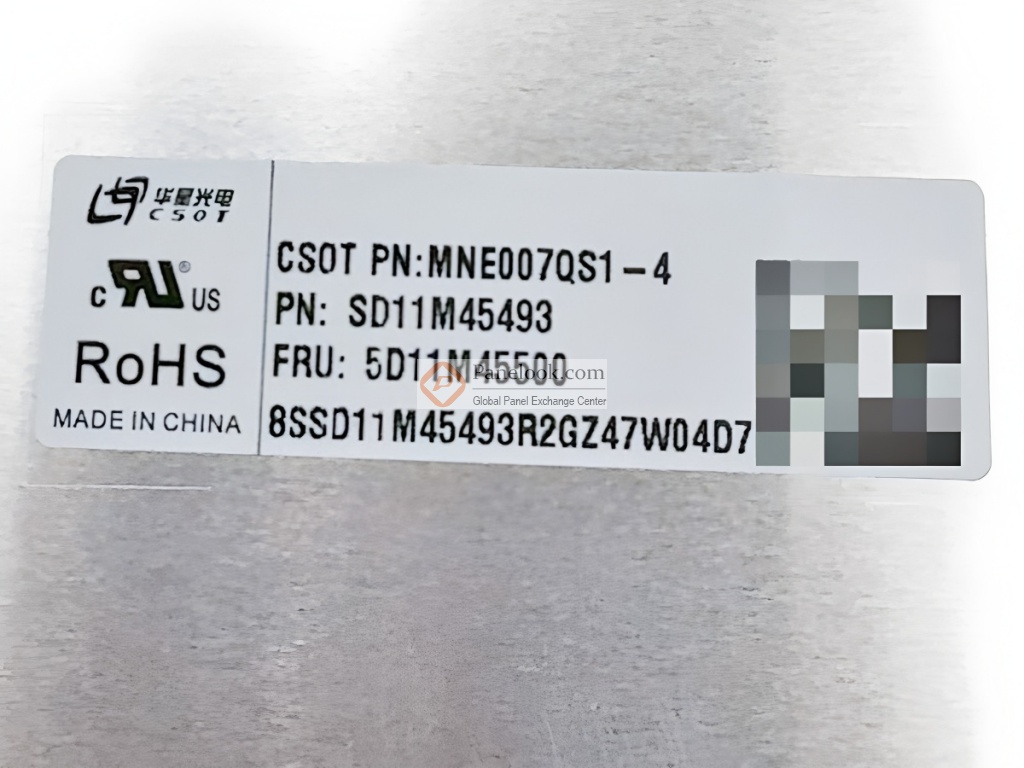 华星光电
CSOT
c RU ® US
RoHS
MADE IN CHINA
CSOT PN:MNE007QS1-4
PN: SD11M45493
FRU: 5D11M45500
8SSD11M45493R2GZ47W04D7
Panelook.com
Global Panel Exchange Center